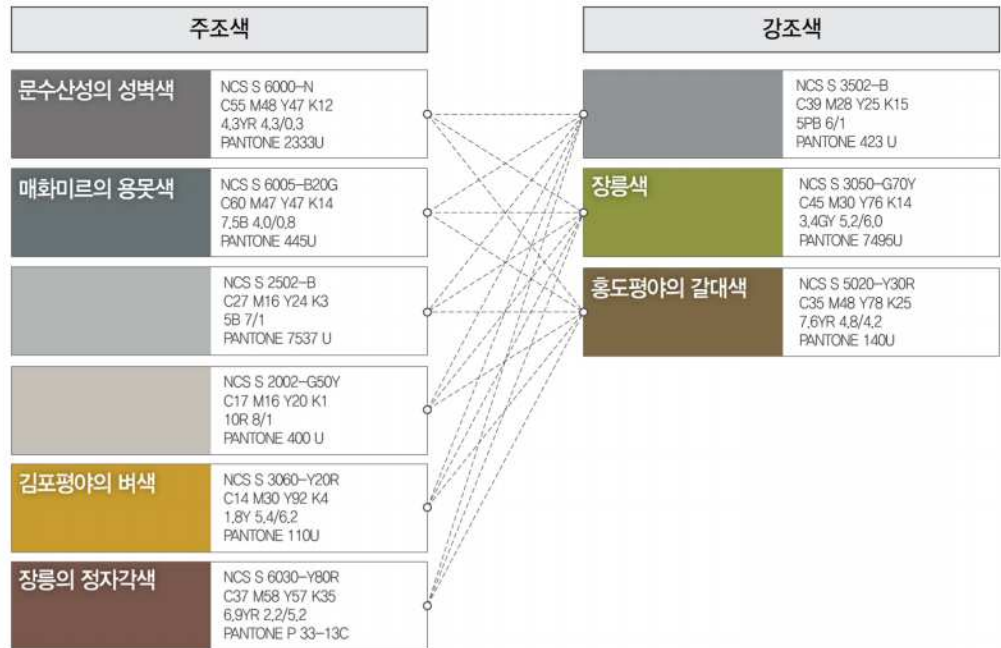 주조색
강조색
문수산성의 성벽색
NCS S 6000-N
C55 M48 Y47 K12
4.3YR 4.3/0.3
PANTONE 2333U
매화미르의 용못색
NCS S 6005-B20G
C60 M47 Y47 K14
7.5B 4.0/0.8
PANTONE 445U
NCS S 2502-B
C27 M16 Y24 K3
5B 7/1
PANTONE 7537 U
NCS S 2002-G50Y
C17 M16 Y20 K1
10R 8/1
PANTONE 400 U
김포평야의 벼색
NCS S 3060-Y20R
C14 M30 Y92 K4
1.8Y 5.4/6.2
PANTONE 110U
장릉의 정자각색
NCS S 6030-Y80R
C37 M58 Y57 K35
6.9YR 2.2/5.2
PANTONE P 33-13C
NCS S 3502-B
C39 M28 Y25 K15
5PB 6/1
PANTONE 423 U
장릉색
NCS S 3050-G70Y
C45 M30 Y76 K14
3.4GY 5.2/6.0
PANTONE 7495U
홍도평야의 갈대색
NCS S 5020-Y30R
C35 M48 Y78 K25
7.6YR 4.8/4.2
PANTONE 140U